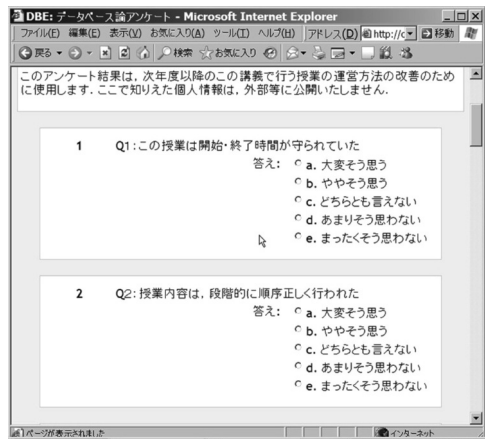 DBE: データベース論アンケート - Microsoft Internet Explorer
ファイル(F) 編集(E) 表示(V) お気に入り(A) ツール(T) ヘルプ(H) アドレス(D) http://c 移動
戻る 検索 お気に入り
このアンケート結果は，次年度以降のこの講義で行う授業の運営方法の改善のため
に使用します．ここで知りえた個人情報は，外部等に公開いたしません．
1 Q1：この授業は開始・終了時間が守られていた
答え： a. 大変そう思う
b. ややそう思う
c. どちらとも言えない
d. あまりそう思わない
e. まったくそう思わない
2 Q2：授業内容は，段階的に順序正しく行われた
答え： a. 大変そう思う
b. ややそう思う
c. どちらとも言えない
d. あまりそう思わない
e. まったくそう思わない
ページが表示されました インターネット